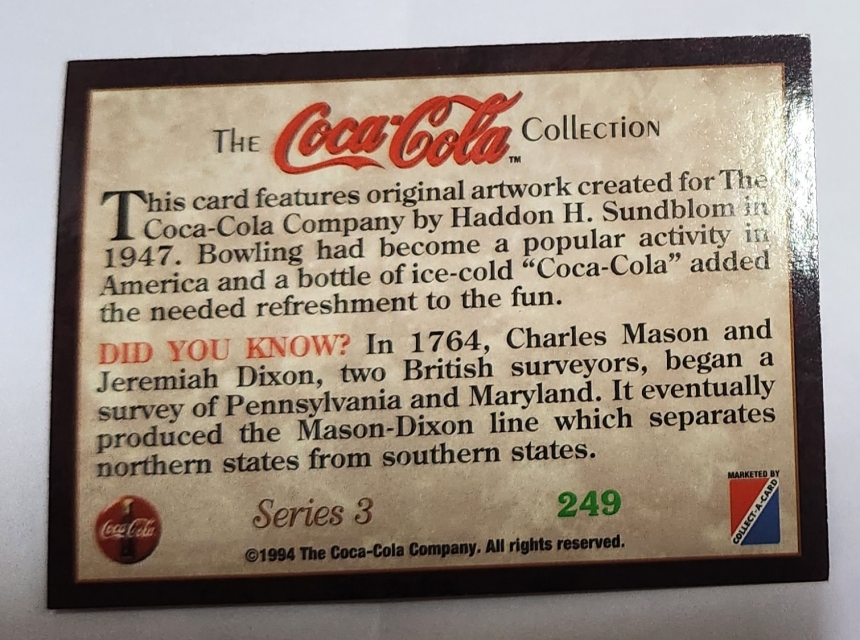 The Coca-Cola™ Collection
This card features original artwork created for The
Coca-Cola Company by Haddon H. Sundblom in
1947. Bowling had become a popular activity in
America and a bottle of ice-cold “Coca-Cola” added
the needed refreshment to the fun.
DID YOU KNOW? In 1764, Charles Mason and
Jeremiah Dixon, two British surveyors, began a
survey of Pennsylvania and Maryland. It eventually
produced the Mason-Dixon line which separates
northern states from southern states.
Coca-Cola
Series 3
249
MARKETED BY
COLLECT-A-CARD
©1994 The Coca-Cola Company. All rights reserved.